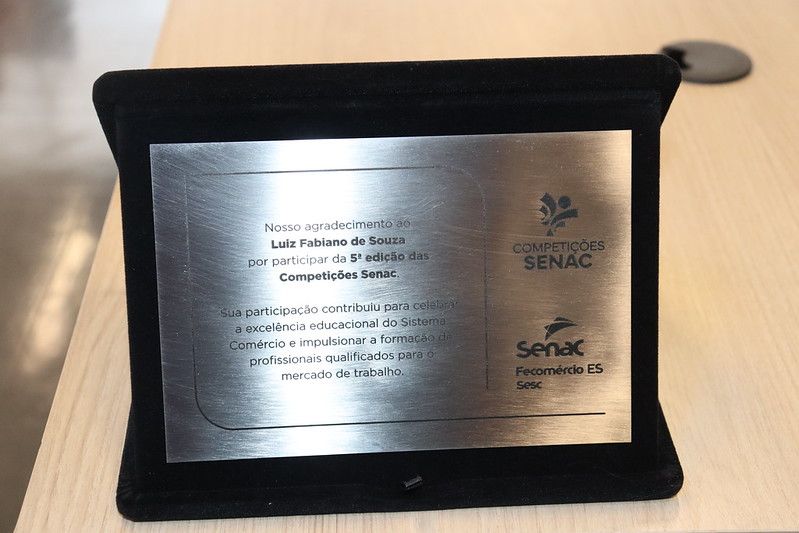 Nosso agradecimento ao
Luiz Fabiano de Souza
por participar da 5ª edição das
Competições Senac.
Sua participação contribuiu para celebrar
a excelência educacional do Sistema
Comércio e impulsionar a formação de
profissionais qualificados para o
mercado de trabalho.
COMPETIÇÕES
SENAC
Senac
Fecomércio ES
Sesc